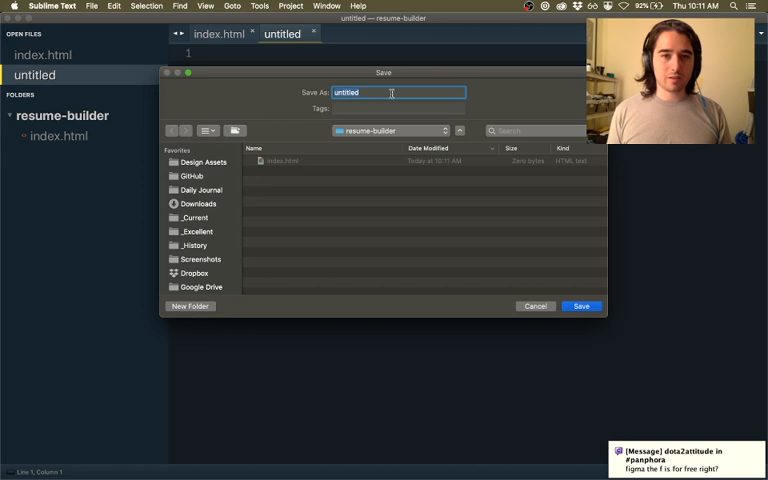 Sublime Text File Edit Selection Find View Goto Tools Project Window Help 92% Thu 10:11 AM
untitled — resume-builder
OPEN FILES
index.html
untitled
FOLDERS
resume-builder
index.html
index.html untitled
1
Save
Save As: untitled
Tags:
resume-builder
Search
Favorites
Design Assets
GitHub
Daily Journal
Downloads
_Current
_Excellent
_History
Screenshots
Dropbox
Google Drive
Name Date Modified Size Kind
index.html Today at 10:11 AM Zero bytes HTML text
New Folder Cancel Save
[Message] dota2attitude in
#panphora
figma the f is for free right?
Line 1, Column 1